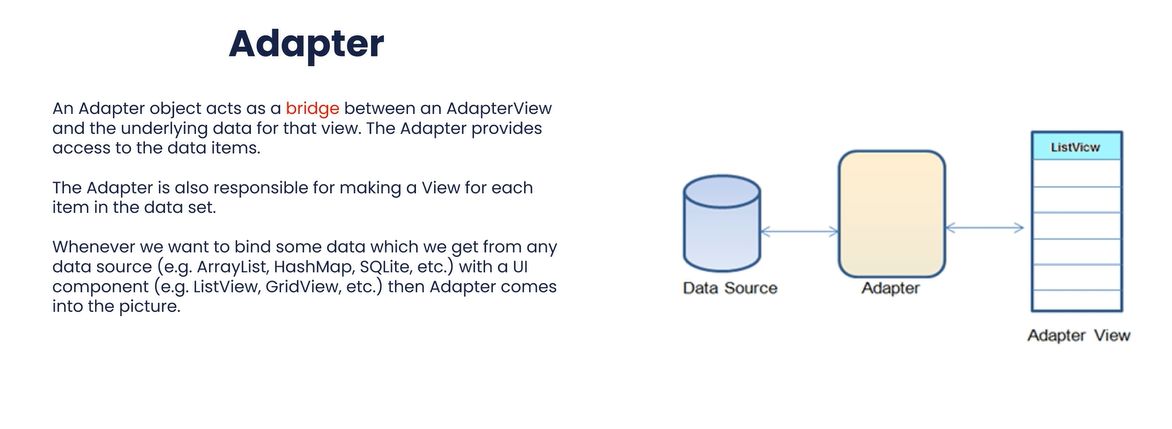 Adapter
An Adapter object acts as a bridge between an AdapterView
and the underlying data for that view. The Adapter provides
access to the data items.
The Adapter is also responsible for making a View for each
item in the data set.
Whenever we want to bind some data which we get from any
data source (e.g. ArrayList, HashMap, SQLite, etc.) with a UI
component (e.g. ListView, GridView, etc.) then Adapter comes
into the picture.
ListView
Data Source
Adapter
Adapter View